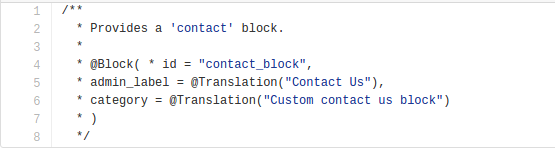 1 /**
2 * Provides a 'contact' block.
3 *
4 * @Block( * id = "contact_block",
5 * admin_label = @Translation("Contact Us"),
6 * category = @Translation("Custom contact us block")
7 * )
8 */